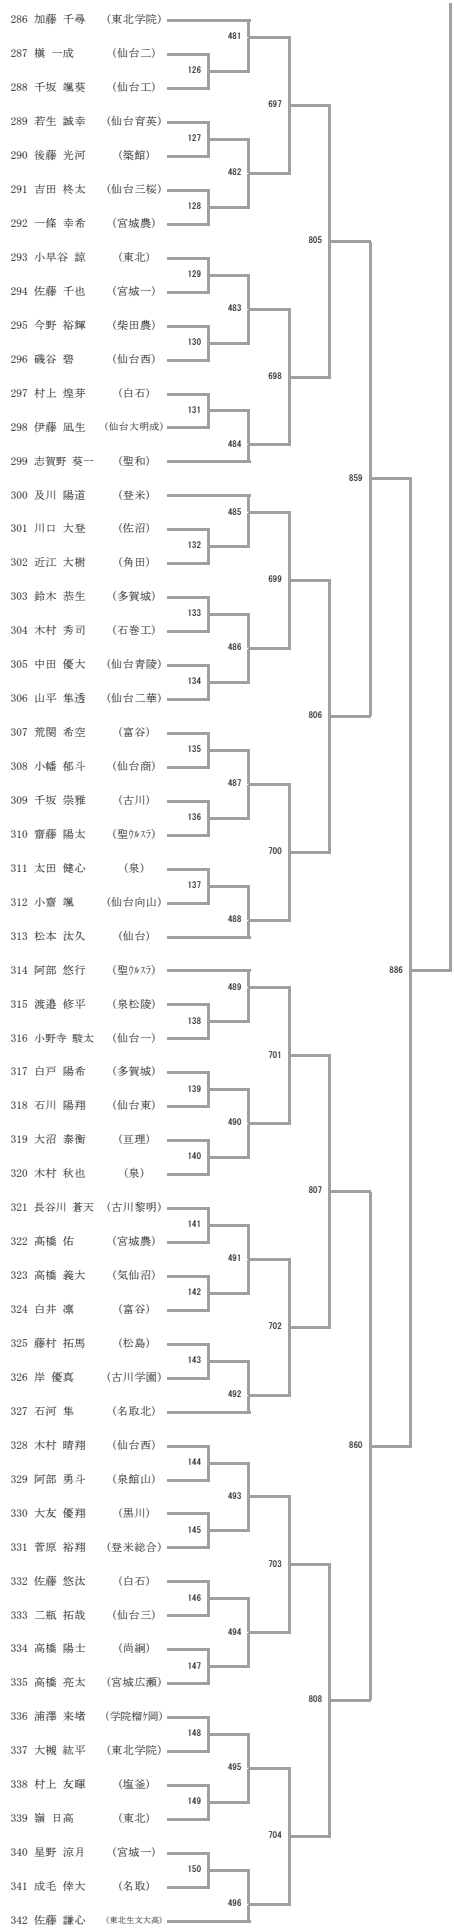 286 加藤 千尋 (東北学院)
481
287 槇 一成 (仙台二)
126
288 千坂 颯葵 (仙台工)
697
289 若生 誠幸 (仙台育英)
127
290 後藤 光河 (築館)
482
291 吉田 柊太 (仙台三桜)
128
292 一條 幸希 (宮城農)
805
293 小早谷 諒 (東北)
129
294 佐藤 千也 (宮城一)
483
295 今野 裕輝 (柴田農)
130
296 磯谷 碧 (仙台西)
698
297 村上 煌芽 (白石)
131
298 伊藤 凪生 (仙台大明成)
484
299 志賀野 葵一 (聖和)
859
300 及川 陽道 (登米)
485
301 川口 大登 (佐沼)
132
302 近江 大樹 (角田)
699
303 鈴木 恭生 (多賀城)
133
304 木村 秀司 (石巻工)
486
305 中田 優大 (仙台青陵)
134
306 山平 隼透 (仙台二華)
806
307 荒関 希空 (富谷)
135
308 小幡 郁斗 (仙台商)
487
309 千坂 崇雅 (古川)
136
310 齋藤 陽太 (聖ウルスラ)
700
311 太田 健心 (泉)
137
312 小齋 颯 (仙台向山)
488
313 松本 汰久 (仙台)
886
314 阿部 悠行 (聖ウルスラ)
489
315 渡邉 修平 (泉松陵)
138
316 小野寺 駿太 (仙台一)
701
317 白戸 陽希 (多賀城)
139
318 石川 陽翔 (仙台東)
490
319 大沼 泰衡 (亘理)
140
320 木村 秋也 (泉)
807
321 長谷川 蒼天 (古川黎明)
141
322 髙橋 佑 (宮城農)
491
323 高橋 義大 (気仙沼)
142
324 白井 凛 (富谷)
702
325 藤村 拓馬 (松島)
143
326 岸 優真 (古川学園)
492
327 石河 隼 (名取北)
328 木村 晴翔 (仙台西)
860
144
329 阿部 勇斗 (泉館山)
493
330 大友 優翔 (黒川)
145
331 菅原 裕翔 (登米総合)
703
332 佐藤 悠汰 (白石)
146
333 二瓶 拓哉 (仙台三)
494
334 高橋 陽士 (尚絅)
147
335 高橋 亮太 (宮城広瀬)
808
336 浦澤 来堵 (学院榴ケ岡)
148
337 大槻 紘平 (東北学院)
495
338 村上 友暉 (塩釜)
149
339 嶺 日高 (東北)
704
340 星野 涼月 (宮城一)
150
341 成毛 倖大 (名取)
496
342 佐藤 謙心 (東北生文大高)